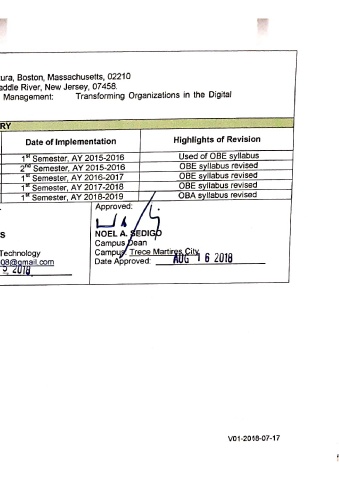 ura, Boston, Massachusetts, 02210
addle River, New Jersey, 07458.
Management: Transforming Organizations in the Digital
RY
Date of Implementation Highlights of Revision
1st Semester, AY 2015-2016 Used of OBE syllabus
2nd Semester, AY 2015-2016 OBE syllabus revised
1st Semester, AY 2016-2017 OBE syllabus revised
1st Semester, AY 2017-2018 OBE syllabus revised
1st Semester, AY 2018-2019 OBA syllabus revised
Approved:
S NOEL A. SEDIGO
Campus Dean
Technology Campus: Trece Martires City
08@gmail.com Date Approved: AUG 16 2018
9 2018
V01-2018-07-17